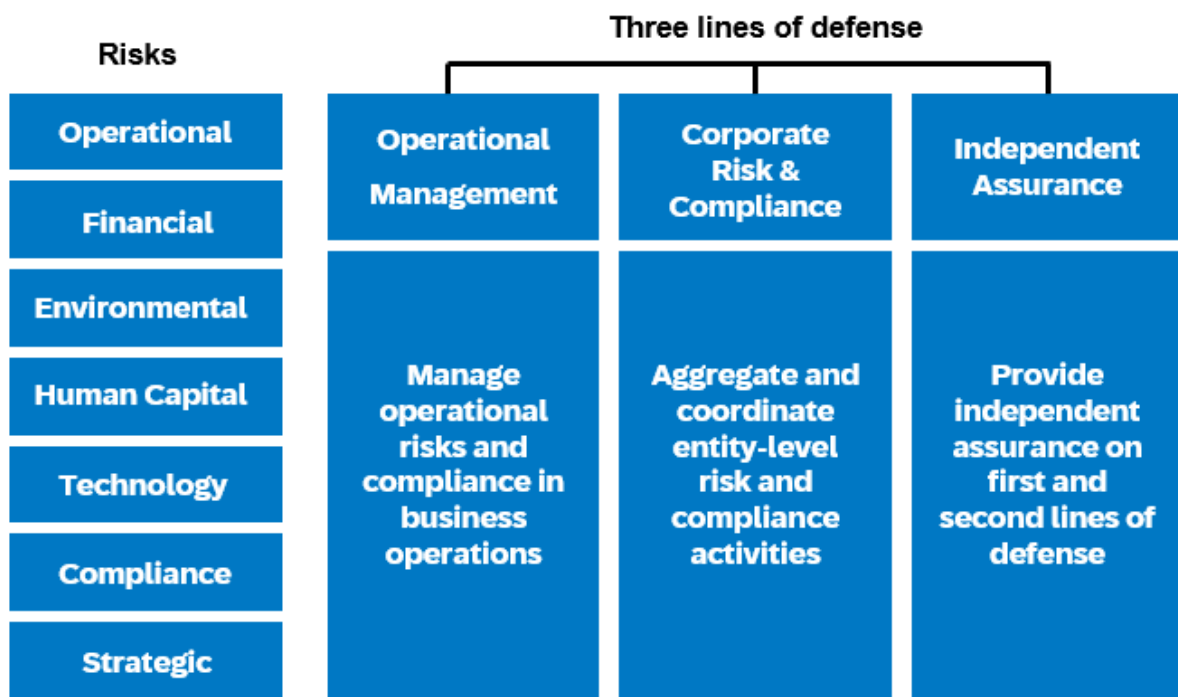 Risks
Operational
Financial
Environmental
Human Capital
Technology
Compliance
Strategic
Three lines of defense
Operational
Management
Manage
operational
risks and
compliance in
business
operations
Corporate
Risk &
Compliance
Aggregate and
coordinate
entity-level
risk and
compliance
activities
Independent
Assurance
Provide
independent
assurance on
first and
second lines of
defense